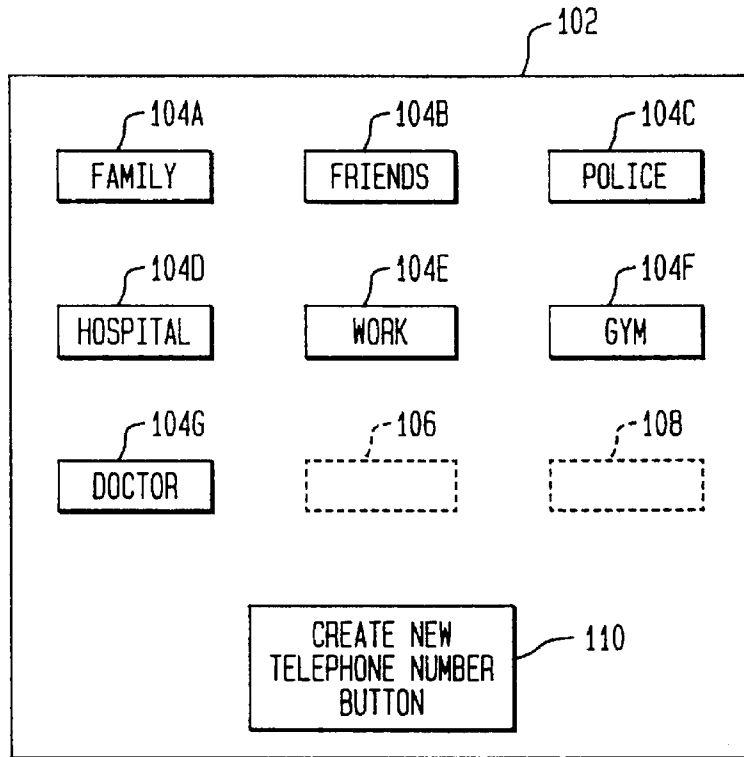 102
104A 104B 104C
FAMILY FRIENDS POLICE
104D 104E 104F
HOSPITAL WORK GYM
104G 106 108
DOCTOR
CREATE NEW
TELEPHONE NUMBER
BUTTON
110